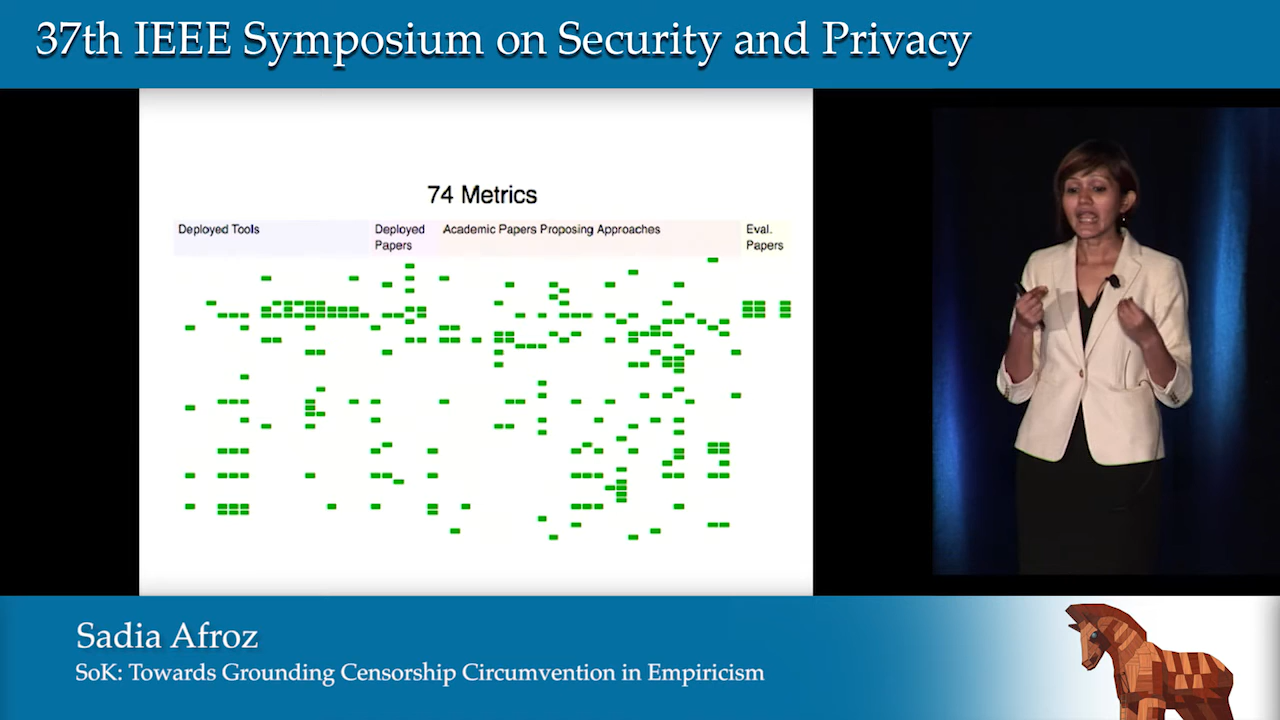 37th IEEE Symposium on Security and Privacy
74 Metrics
Deployed Tools
Deployed Papers
Academic Papers Proposing Approaches
Eval. Papers
Sadia Afroz
SoK: Towards Grounding Censorship Circumvention in Empiricism